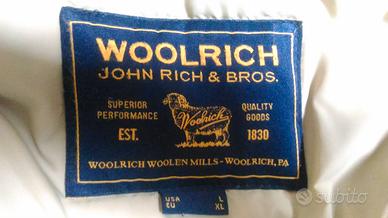 WOOLRICH
JOHN RICH & BROS.
SUPERIOR
PERFORMANCE
QUALITY
GOODS
Woolrich
EST.
1830
WOOLRICH WOOLEN MILLS-WOOLRICH, PA
USA L
EU XL
subito